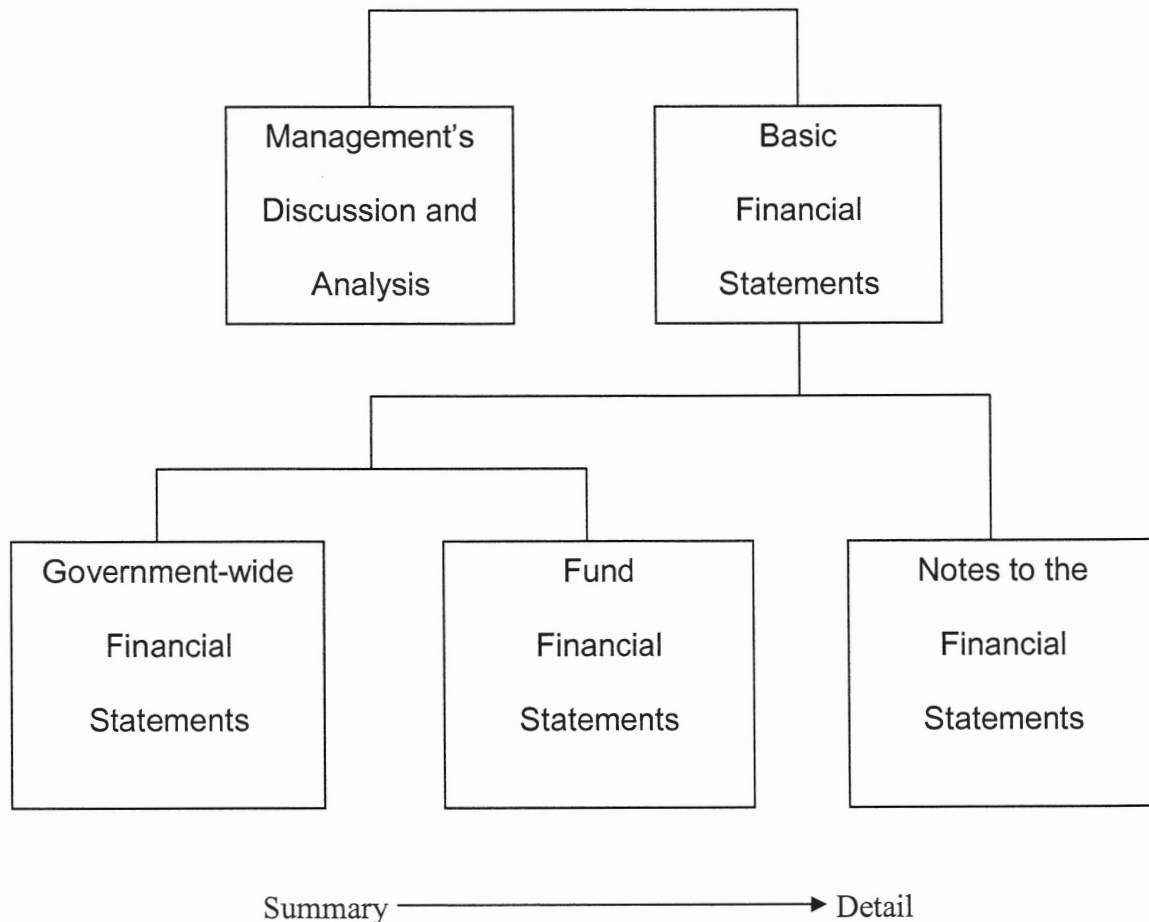 Management's
Discussion and
Analysis
Basic
Financial
Statements
Government-wide
Financial
Statements
Fund
Financial
Statements
Notes to the
Financial
Statements
Summary
Detail